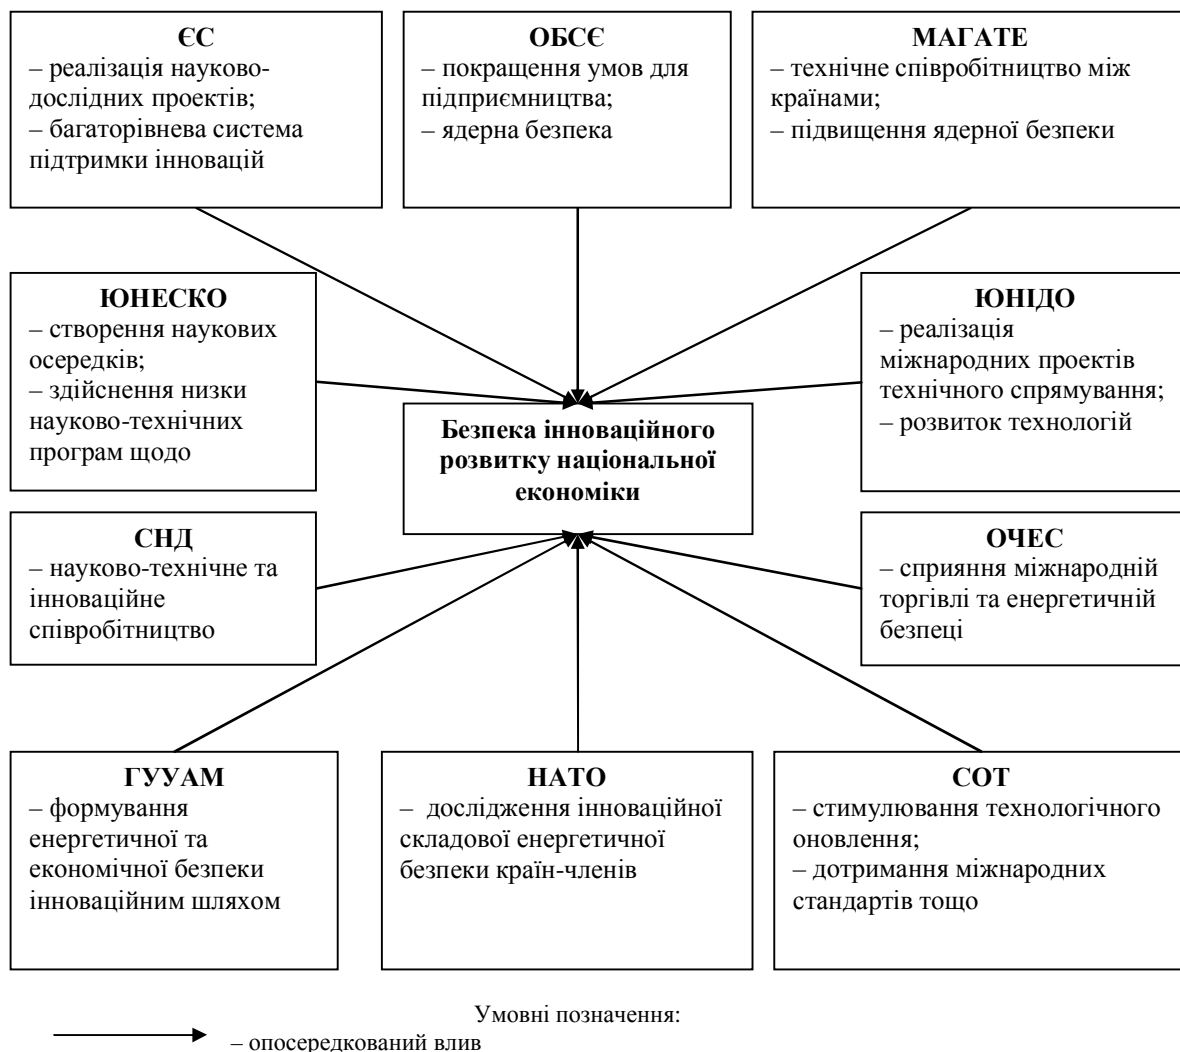 ЄС
– реалізація науково-
дослідних проектів;
– багаторівнева система
підтримки інновацій
ОБСЄ
– покращення умов для
підприємництва;
– ядерна безпека
МАГАТЕ
– технічне співробітництво між
країнами;
– підвищення ядерної безпеки
ЮНЕСКО
– створення наукових
осередків;
– здійснення низки
науково-технічних
програм щодо
ЮНІДО
– реалізація
міжнародних проектів
технічного спрямування;
– розвиток технологій
Безпека інноваційного
розвитку національної
економіки
СНД
– науково-технічне та
інноваційне
співробітництво
ОЧЕС
– сприяння міжнародній
торгівлі та енергетичній
безпеці
ГУУАМ
– формування
енергетичної та
економічної безпеки
інноваційним шляхом
НАТО
– дослідження інноваційної
складової енергетичної
безпеки країн-членів
СОТ
– стимулювання технологічного
оновлення;
– дотримання міжнародних
стандартів тощо
Умовні позначення:
– опосередкований влив